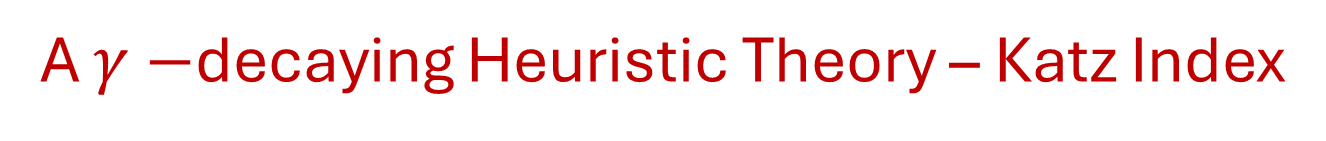 A γ −decaying Heuristic Theory – Katz Index